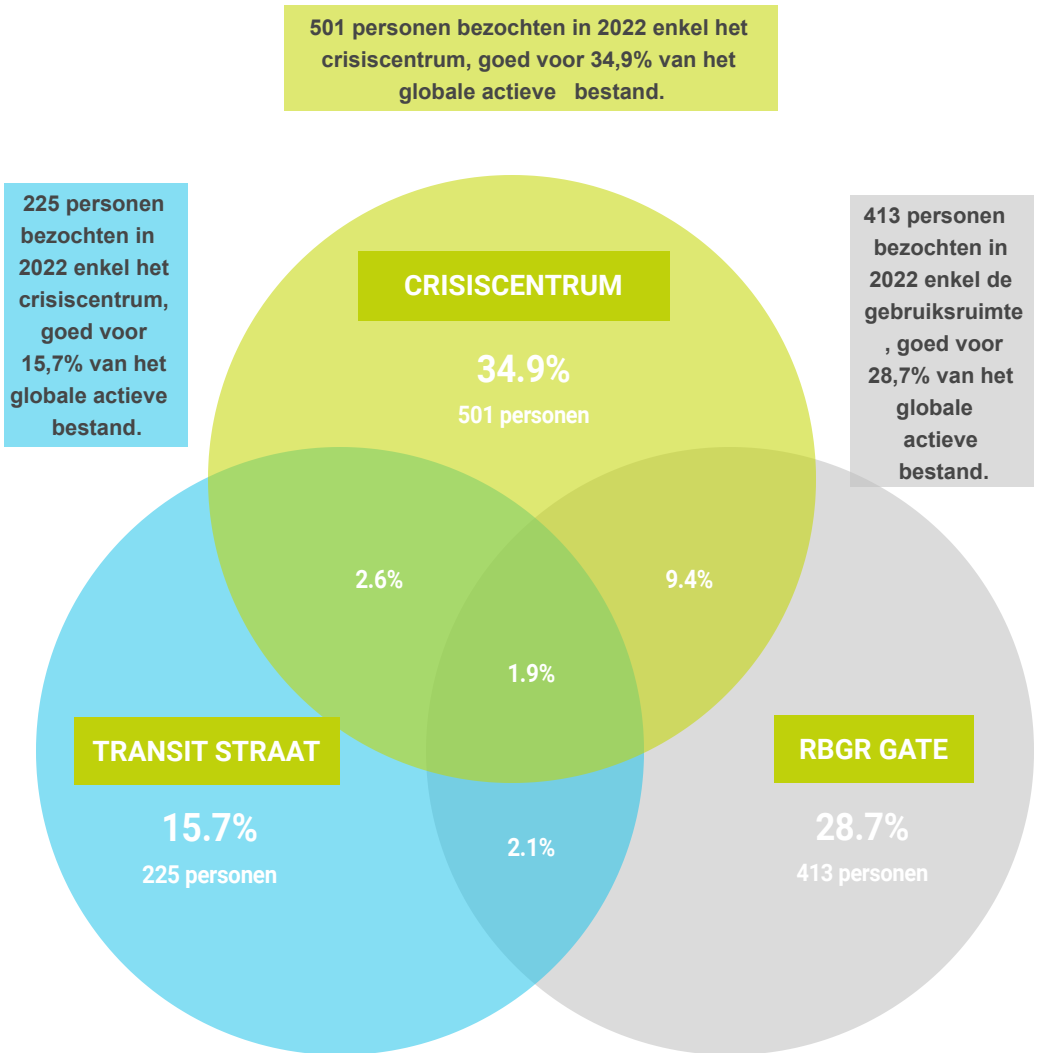 501 personen bezochten in 2022 enkel het
crisiscentrum, goed voor 34,9% van het
globale actieve bestand.
225 personen
bezochten in
2022 enkel het
crisiscentrum,
goed voor
15,7% van het
globale actieve
bestand.
413 personen
bezochten in
2022 enkel de
gebruiksruimte
, goed voor
28,7% van het
globale
actieve
bestand.
CRISISCENTRUM
34.9%
501 personen
2.6%
9.4%
1.9%
TRANSIT STRAAT
15.7%
225 personen
RBGR GATE
28.7%
413 personen
2.1%